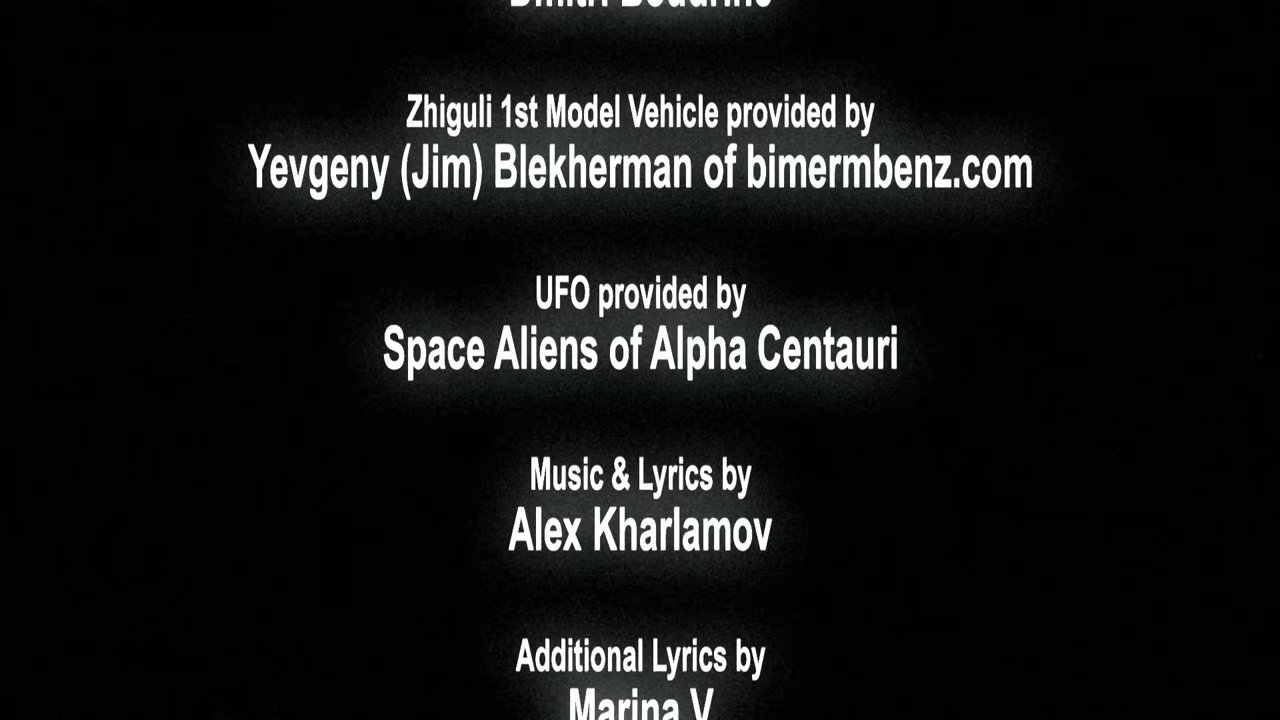 Zhiguli 1st Model Vehicle provided by
Yevgeny (Jim) Blekherman of bimermbenz.com
UFO provided by
Space Aliens of Alpha Centauri
Music & Lyrics by
Alex Kharlamov
Additional Lyrics by
Marina V